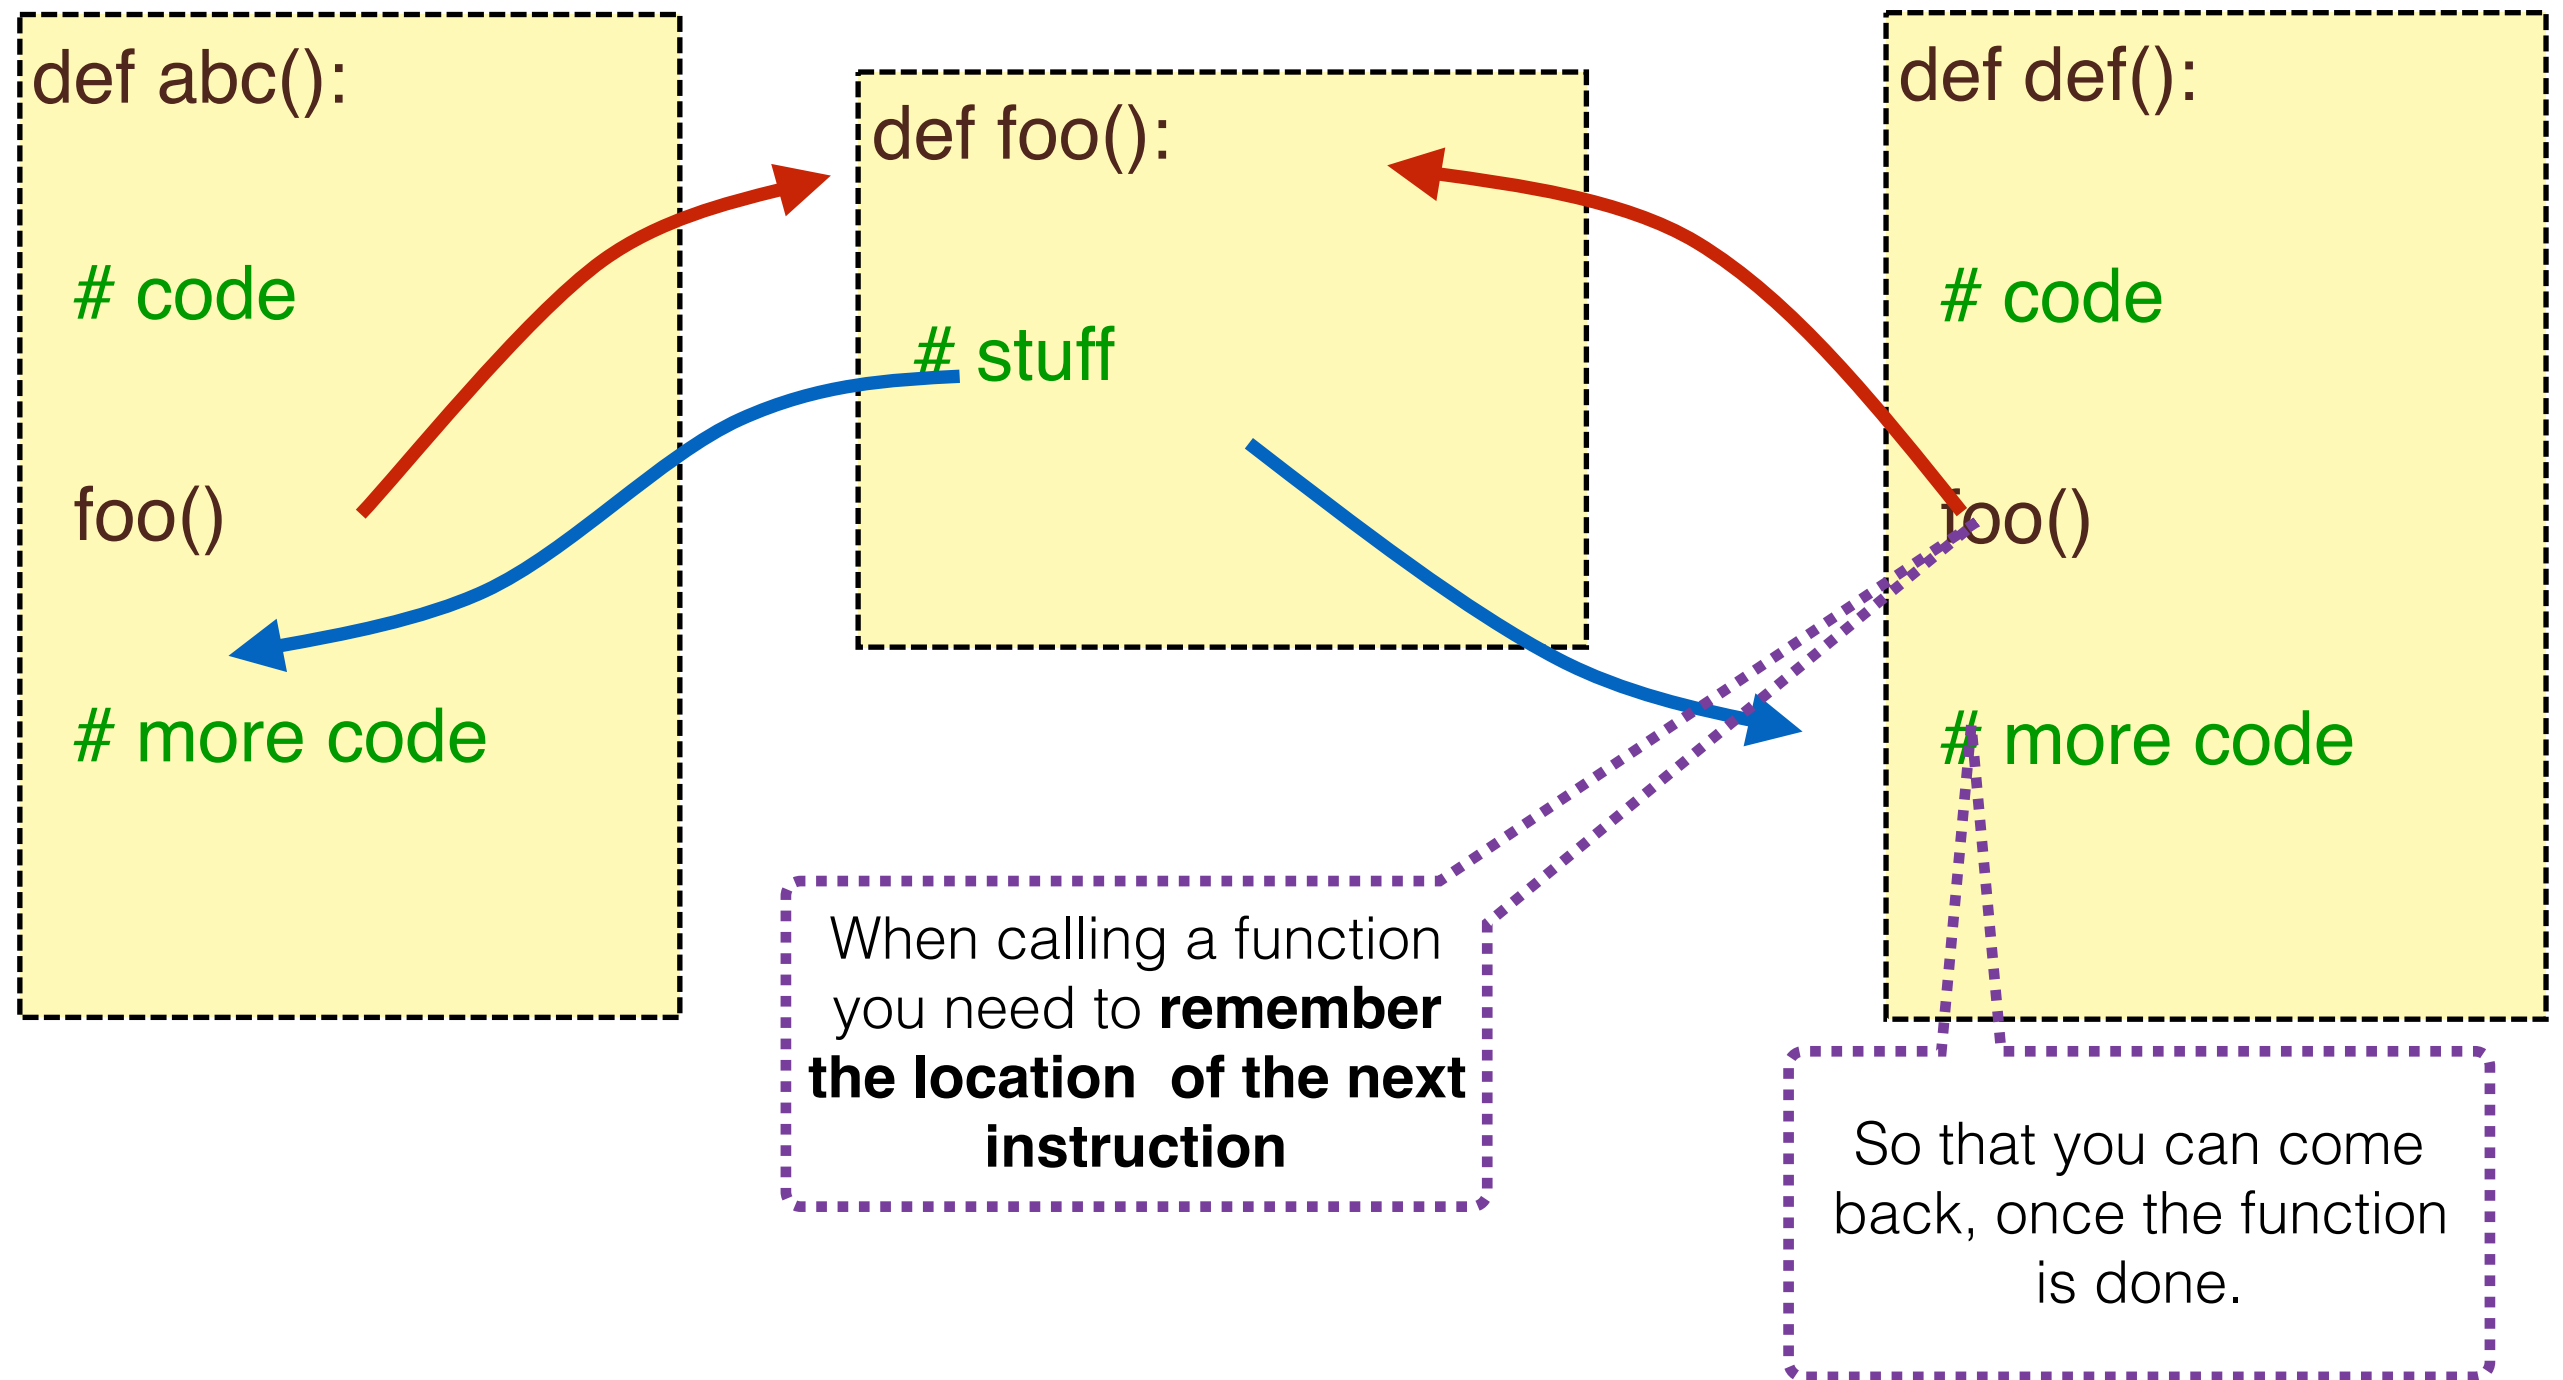 def abc():
# code
foo()
# more code
def foo():
# stuff
def def():
# code
foo()
# more code
When calling a function
you need to remember
the location  of the next
instruction
So that you can come
back, once the function
is done.